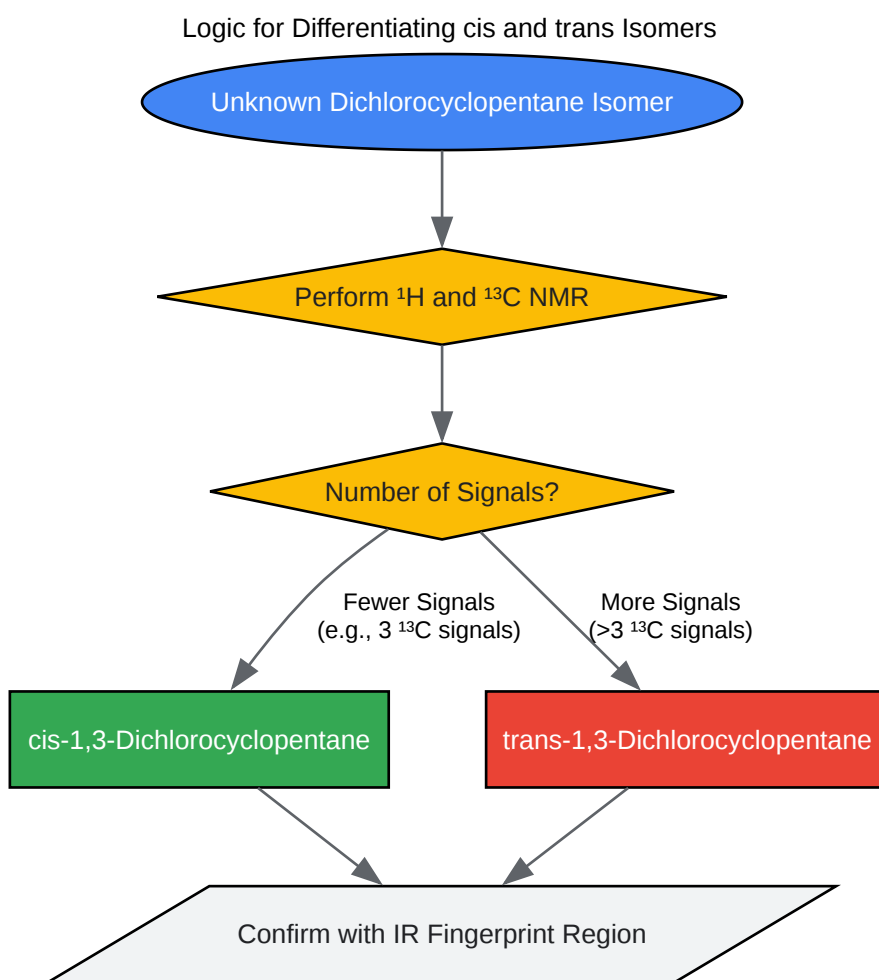 Logic for Differentiating cis and trans Isomers
Unknown Dichlorocyclopentane Isomer
Perform ¹H and ¹³C NMR
Number of Signals?
Fewer Signals
(e.g., 3 ¹³C signals)
More Signals
(>3 ¹³C signals)
cis-1,3-Dichlorocyclopentane
trans-1,3-Dichlorocyclopentane
Confirm with IR Fingerprint Region